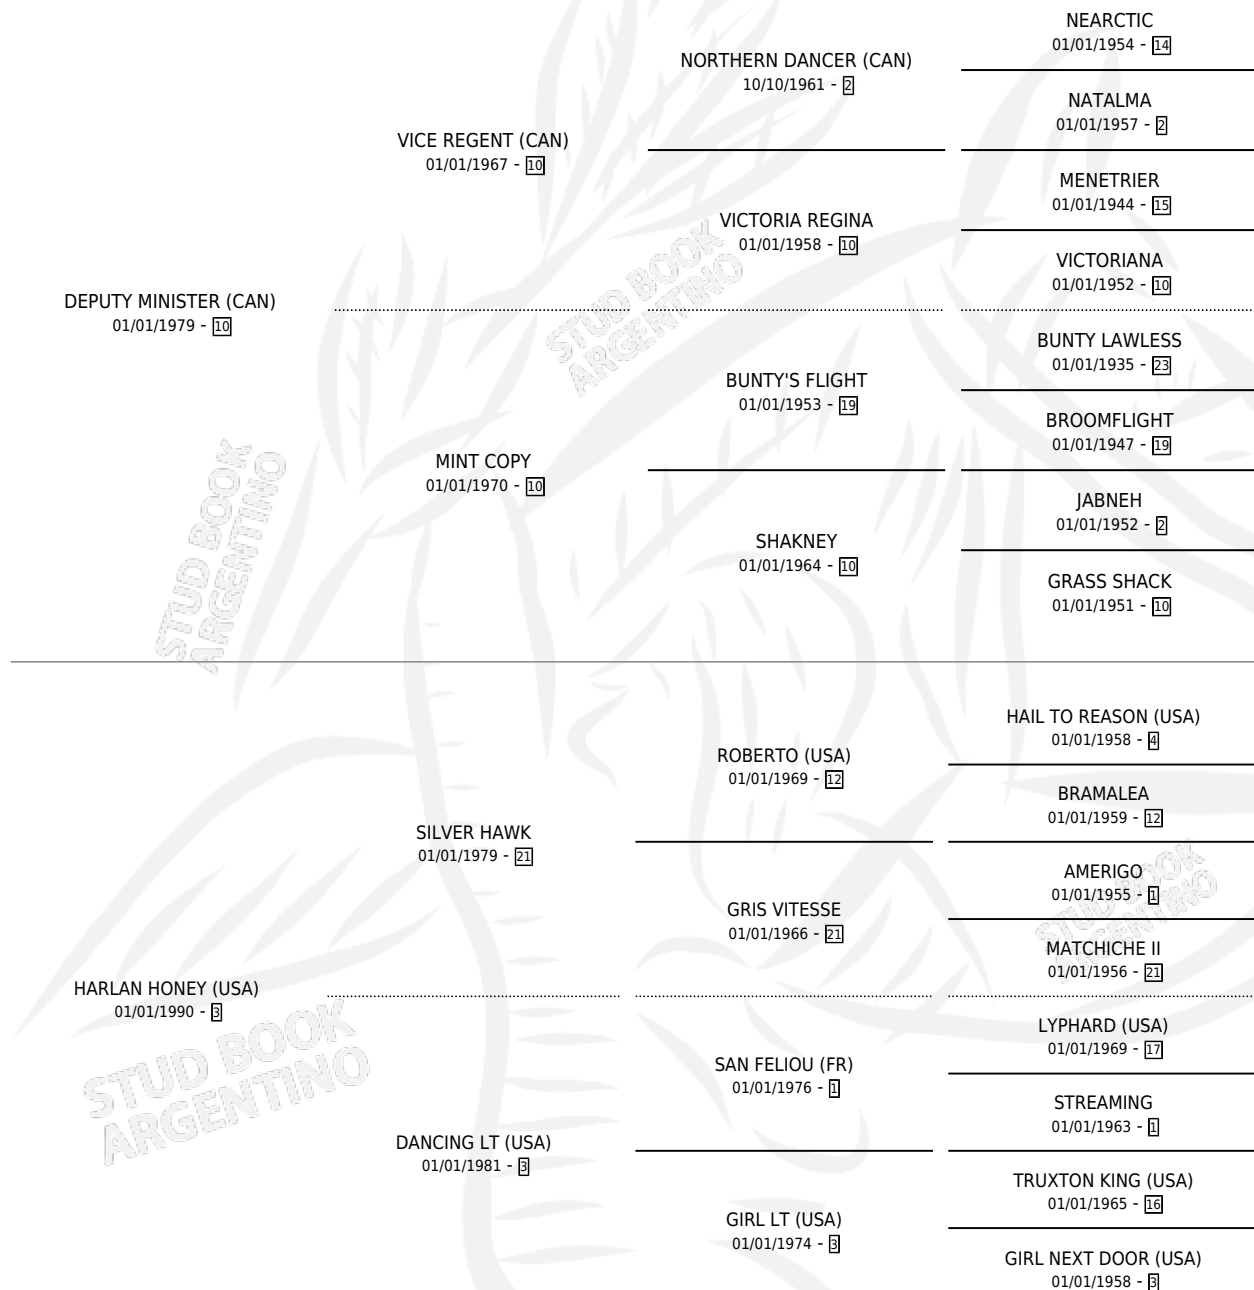 NEARCTIC
01/01/1954 - 14
NORTHERN DANCER (CAN)
10/10/1961 - 2
NATALMA
01/01/1957 - 2
VICE REGENT (CAN)
01/01/1967 - 10
MENETRIER
01/01/1944 - 15
VICTORIA REGINA
01/01/1958 - 10
VICTORIANA
01/01/1952 - 10
DEPUTY MINISTER (CAN)
01/01/1979 - 10
BUNTY LAWLESS
01/01/1935 - 23
BUNTY'S FLIGHT
01/01/1953 - 19
BROOMFLIGHT
01/01/1947 - 19
MINT COPY
01/01/1970 - 10
JABNEH
01/01/1952 - 2
SHAKNEY
01/01/1964 - 10
GRASS SHACK
01/01/1951 - 10
HAIL TO REASON (USA)
01/01/1958 - 4
ROBERTO (USA)
01/01/1969 - 12
BRAMALEA
01/01/1959 - 12
SILVER HAWK
01/01/1979 - 21
AMERIGO
01/01/1955 - 1
GRIS VITESSE
01/01/1966 - 21
MATCHICHE II
01/01/1956 - 21
HARLAN HONEY (USA)
01/01/1990 - 3
LYPHARD (USA)
01/01/1969 - 17
SAN FELIOU (FR)
01/01/1976 - 1
STREAMING
01/01/1963 - 1
DANCING LT (USA)
01/01/1981 - 3
TRUXTON KING (USA)
01/01/1965 - 16
GIRL LT (USA)
01/01/1974 - 3
GIRL NEXT DOOR (USA)
01/01/1958 - 3
STUD BOOK
ARGENTINO
STUD BOOK
ARGENTINO
STUD BOOK
ARGENTINO
STUD BOOK
ARGENTINO